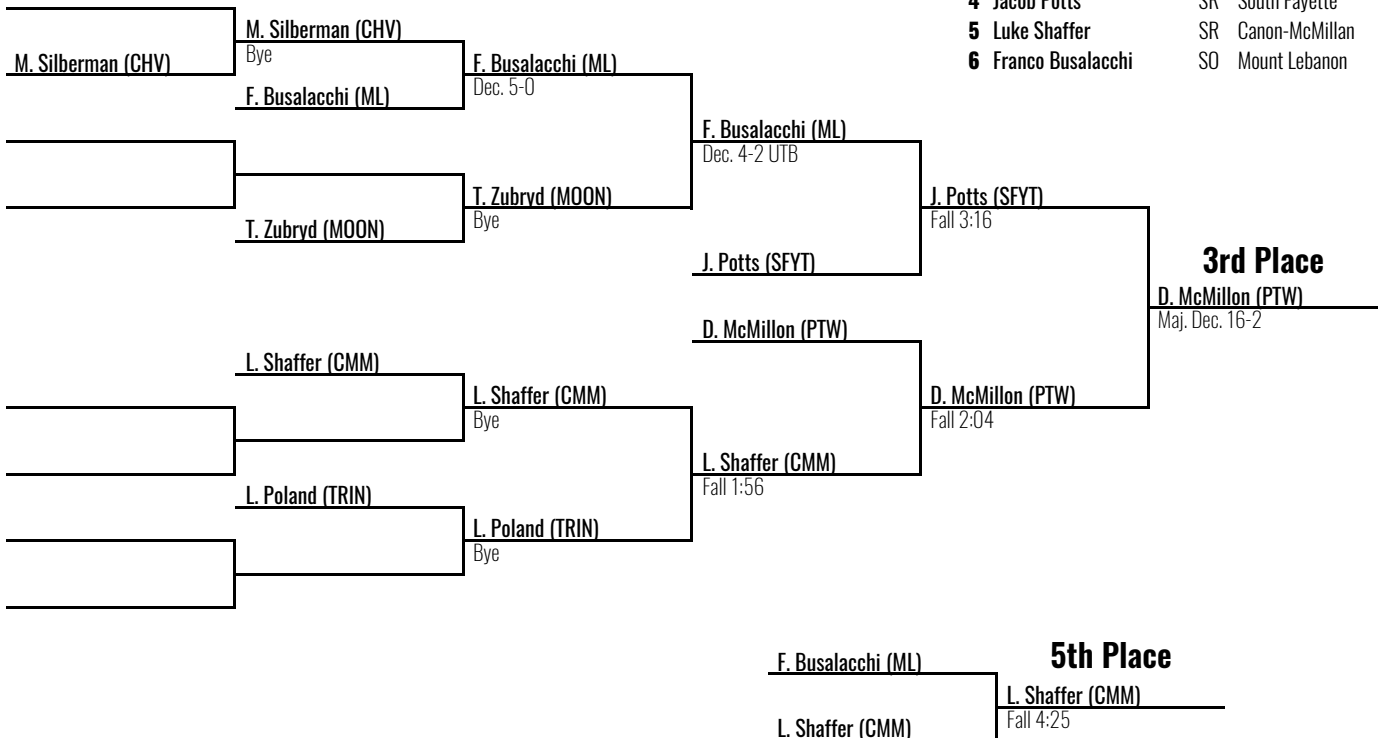 4 Jacob Potts SR South Fayette
5 Luke Shaffer SR Canon-McMillan
6 Franco Busalacchi SO Mount Lebanon
M. Silberman (CHV)
M. Silberman (CHV)
Bye
F. Busalacchi (ML)
F. Busalacchi (ML)
Dec. 5-0
T. Zubryd (MOON)
T. Zubryd (MOON)
Bye
F. Busalacchi (ML)
Dec. 4-2 UTB
J. Potts (SFYT)
J. Potts (SFYT)
Fall 3:16
3rd Place
D. McMillon (PTW)
Maj. Dec. 16-2
D. McMillon (PTW)
D. McMillon (PTW)
Fall 2:04
L. Shaffer (CMM)
L. Shaffer (CMM)
Bye
L. Shaffer (CMM)
Fall 1:56
L. Poland (TRIN)
L. Poland (TRIN)
Bye
5th Place
F. Busalacchi (ML)
L. Shaffer (CMM)
Fall 4:25
L. Shaffer (CMM)